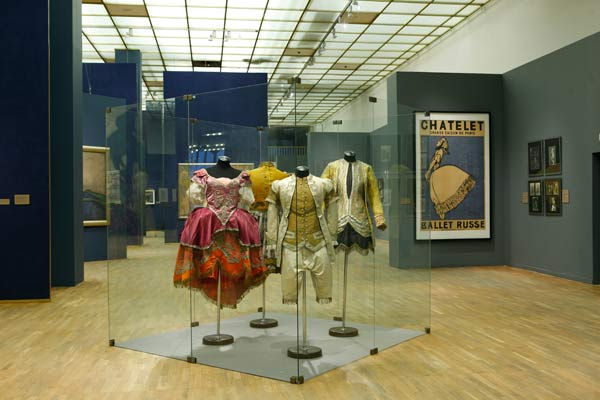 CHATELET
GRANDE SAISON DE PARIS
BALLET RUSSE